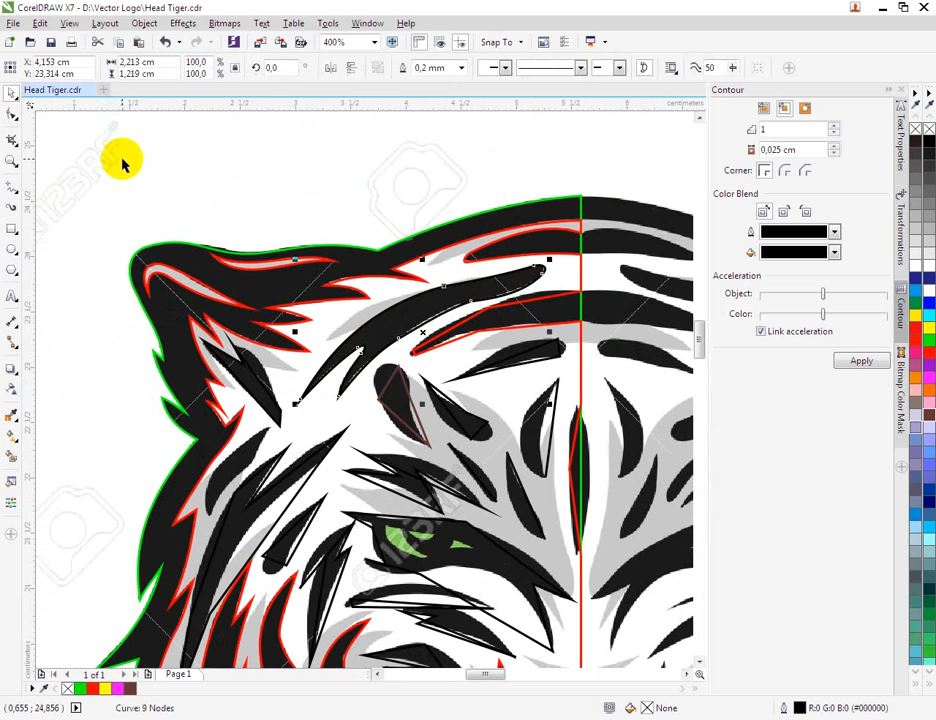 CorelDRAW X7 - D:\Vector Logo\Head Tiger.cdr
File Edit View Layout Object Effects Bitmaps Text Table Tools Window Help
400% Snap To
X: 4,153 cm 2,213 cm 100,0 % 0,0 0,2 mm 50
Y: 23,314 cm 1,219 cm 100,0 %
Head Tiger.cdr
Contour
centimeters
1
0,025 cm
Corner:
Color Blend
Acceleration
Object:
Color:
Link acceleration
Apply
Text Properties
Transformations
Contour
Bitmap Color Mask
123RF
centimeters
1 of 1 Page 1
( 0,655 ; 24,856 ) Curve: 9 Nodes None R:0 G:0 B:0 (#000000)